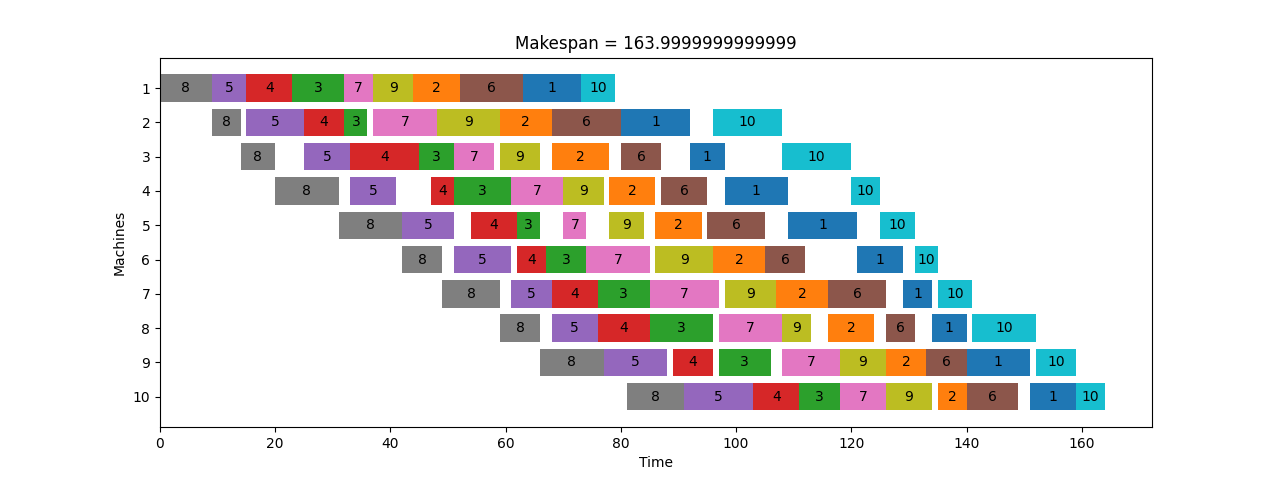 Makespan = 163.9999999999999
1 8 5 4 3 7 9 2 6 1 10
2 8 5 4 3 7 9 2 6 1 10
3 8 5 4 3 7 9 2 6 1 10
4 8 5 4 3 7 9 2 6 1 10
5 8 5 4 3 7 9 2 6 1 10
6 8 5 4 3 7 9 2 6 1 10
7 8 5 4 3 7 9 2 6 1 10
8 8 5 4 3 7 9 2 6 1 10
9 8 5 4 3 7 9 2 6 1 10
10 8 5 4 3 7 9 2 6 1 10
Machines
0 20 40 60 80 100 120 140 160
Time